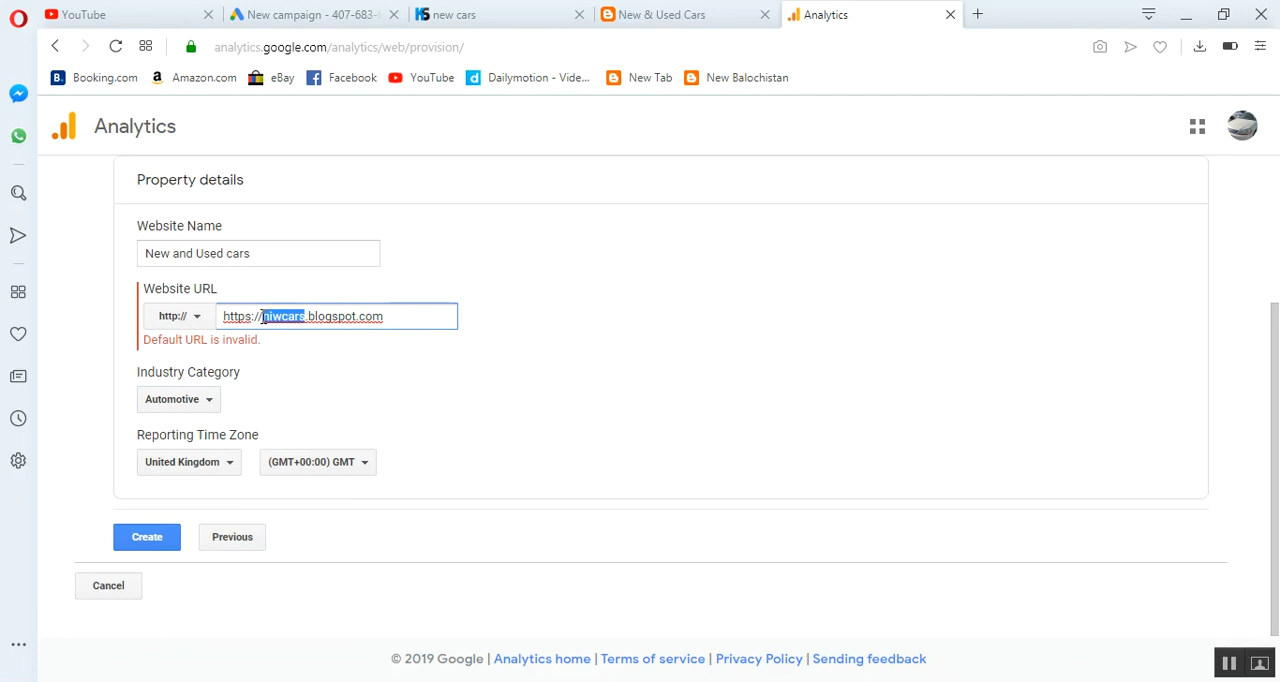 YouTube
New campaign - 407-683-
new cars
New & Used Cars
Analytics
analytics.google.com/analytics/web/provision/
Booking.com
Amazon.com
eBay
Facebook
YouTube
Dailymotion - Vide...
New Tab
New Balochistan
Analytics
Property details
Website Name
New and Used cars
Website URL
http://
https://niwcars.blogspot.com
Default URL is invalid.
Industry Category
Automotive
Reporting Time Zone
United Kingdom
(GMT+00:00) GMT
Create
Previous
Cancel
© 2019 Google | Analytics home | Terms of service | Privacy Policy | Sending feedback